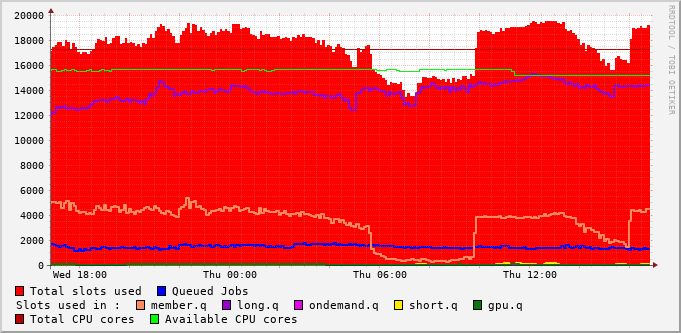 20000
18000
16000
14000
12000
10000
8000
6000
4000
2000
0
Wed 18:00 Thu 00:00 Thu 06:00 Thu 12:00
Total slots used Queued Jobs
Slots used in : member.q long.q ondemand.q short.q gpu.q
Total CPU cores Available CPU cores
RRDTOOL / TOBI OETIKER